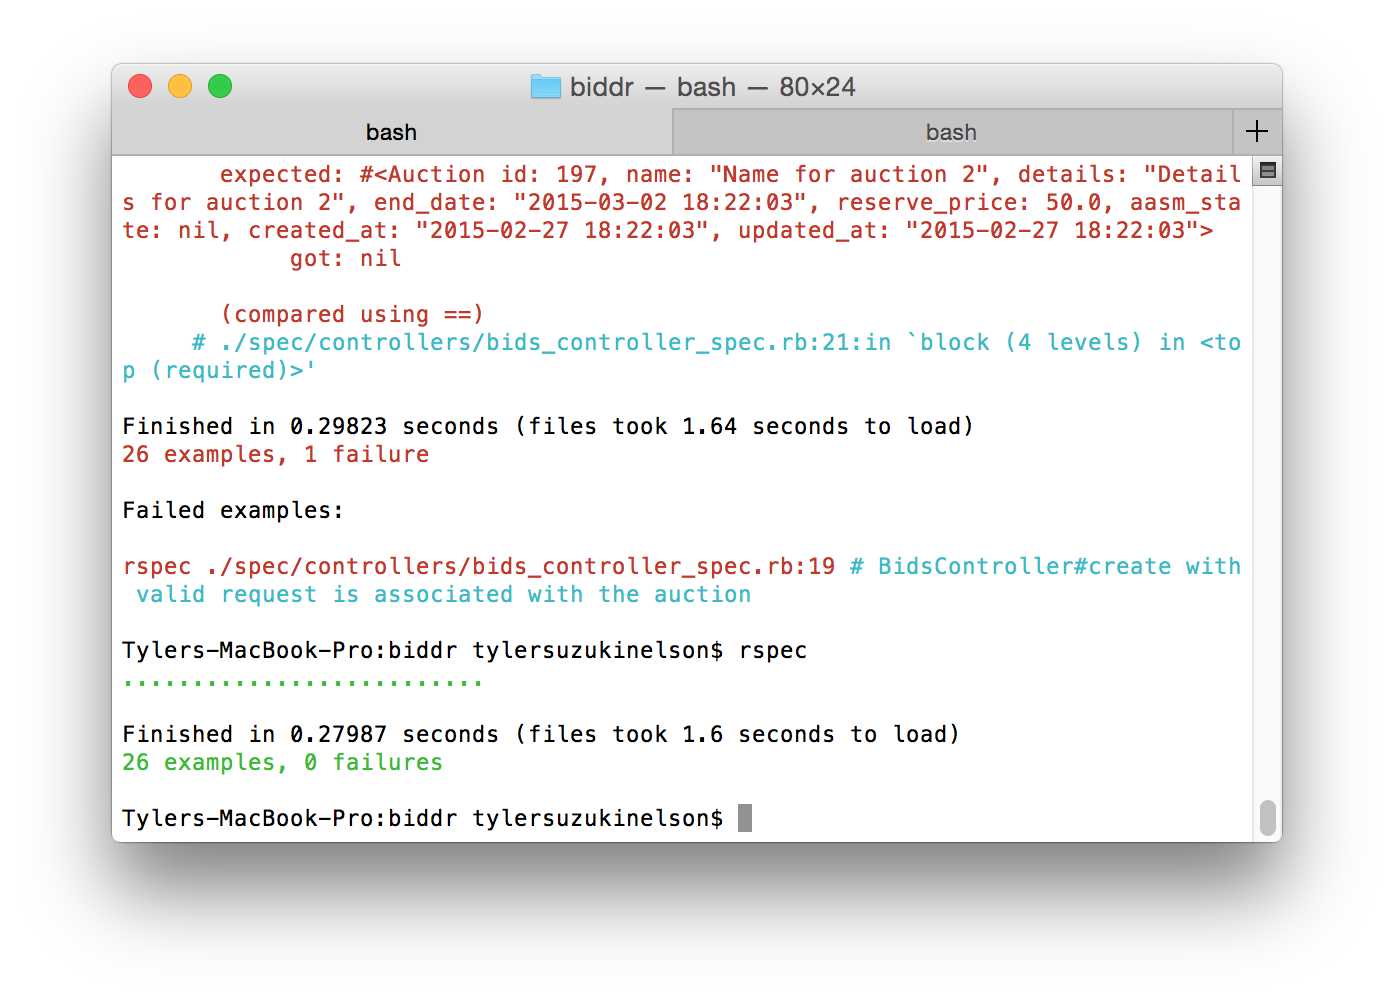 biddr — bash — 80×24
bash bash +
expected: #<Auction id: 197, name: "Name for auction 2", details: "Detail
s for auction 2", end_date: "2015-03-02 18:22:03", reserve_price: 50.0, aasm_sta
te: nil, created_at: "2015-02-27 18:22:03", updated_at: "2015-02-27 18:22:03">
got: nil
(compared using ==)
# ./spec/controllers/bids_controller_spec.rb:21:in `block (4 levels) in <to
p (required)>'
Finished in 0.29823 seconds (files took 1.64 seconds to load)
26 examples, 1 failure
Failed examples:
rspec ./spec/controllers/bids_controller_spec.rb:19 # BidsController#create with
valid request is associated with the auction
Tylers-MacBook-Pro:biddr tylersuzukinelson$ rspec
..........................
Finished in 0.27987 seconds (files took 1.6 seconds to load)
26 examples, 0 failures
Tylers-MacBook-Pro:biddr tylersuzukinelson$